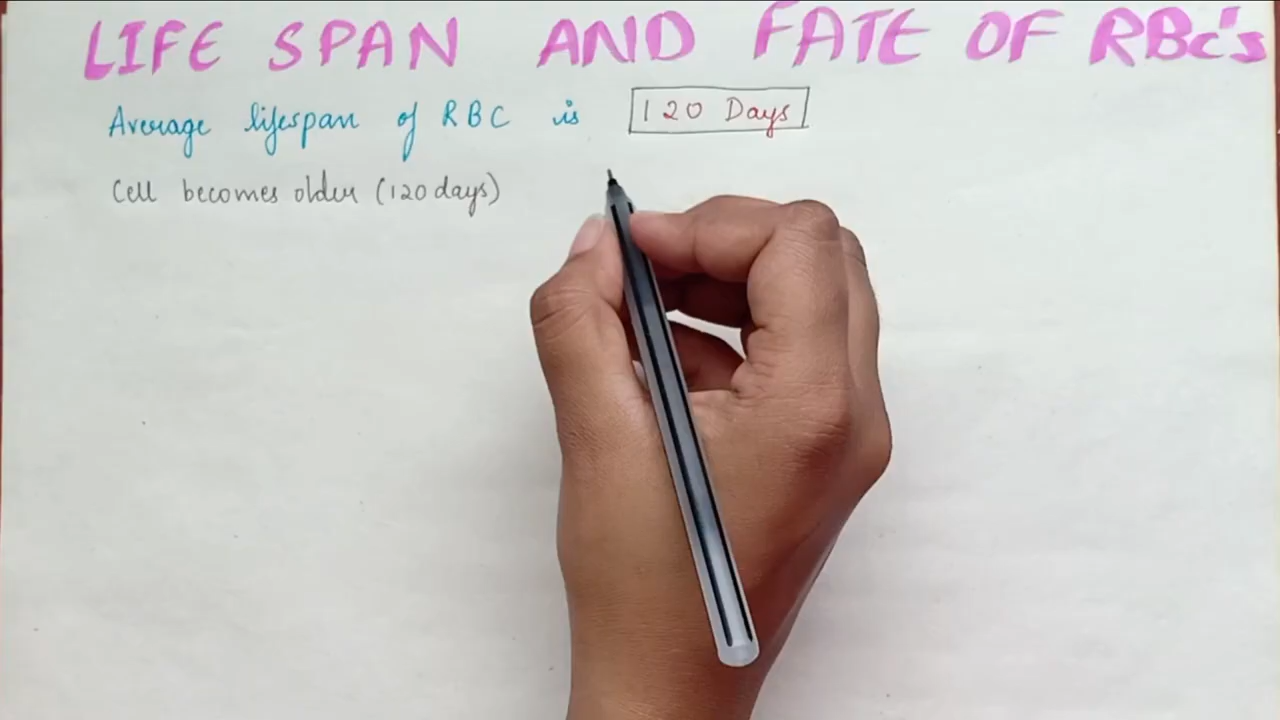 LIFE SPAN AND FATE OF RBC's
Average lifespan of RBC is 120 Days
Cell becomes older (120 days)